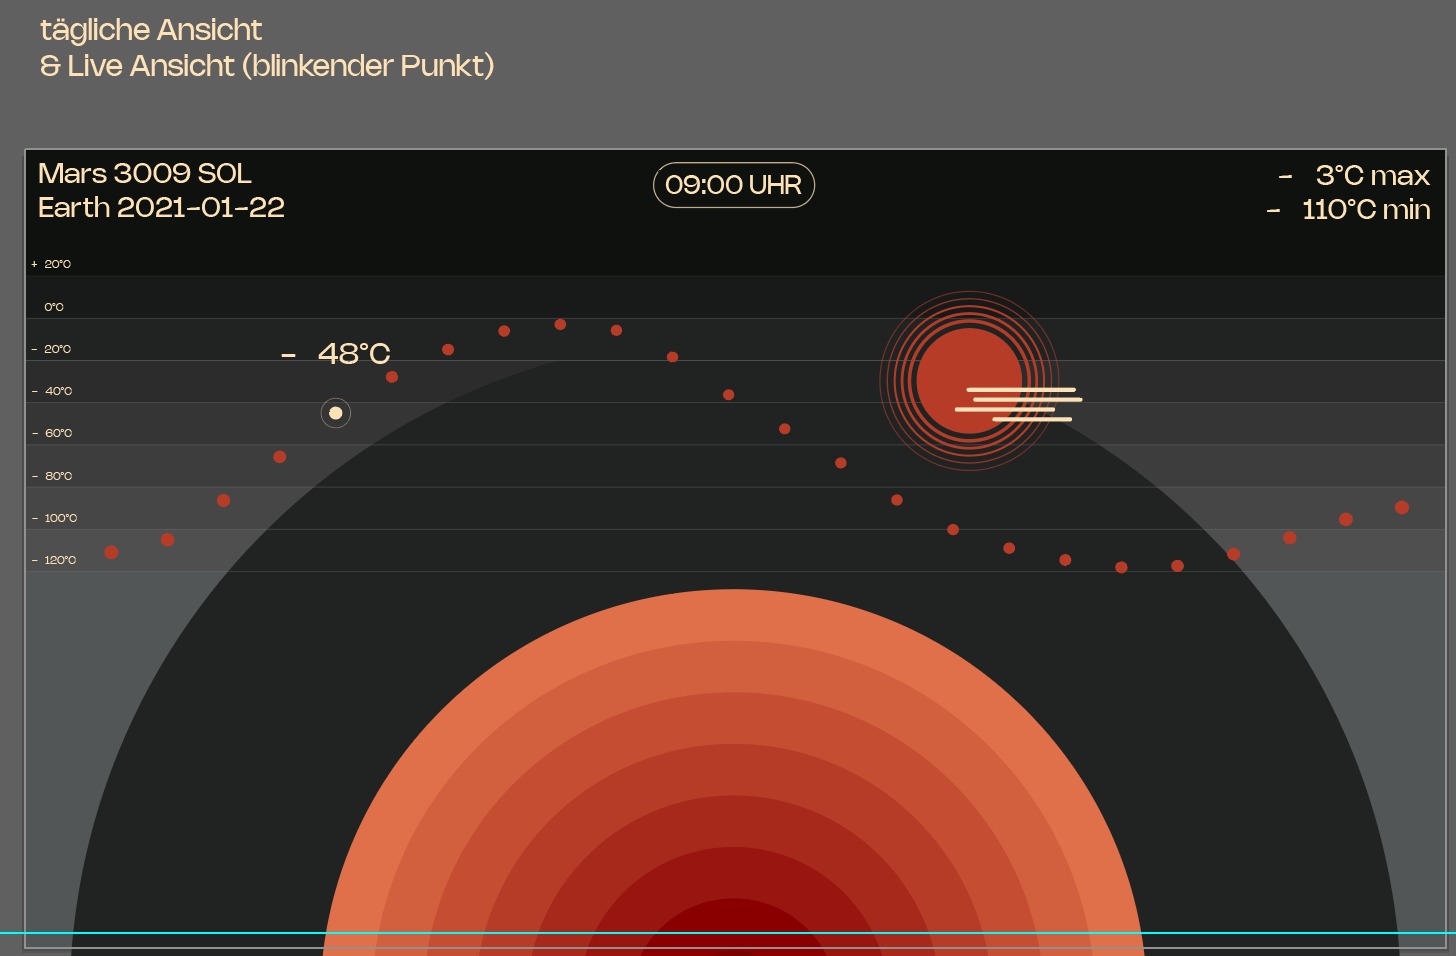 tägliche Ansicht
& Live Ansicht (blinkender Punkt)
Mars 3009 SOL
Earth 2021-01-22
09:00 UHR
- 3°C max
- 110°C min
+ 20°C
0°C
- 20°C
- 48°C
- 40°C
- 60°C
- 80°C
- 100°C
- 120°C